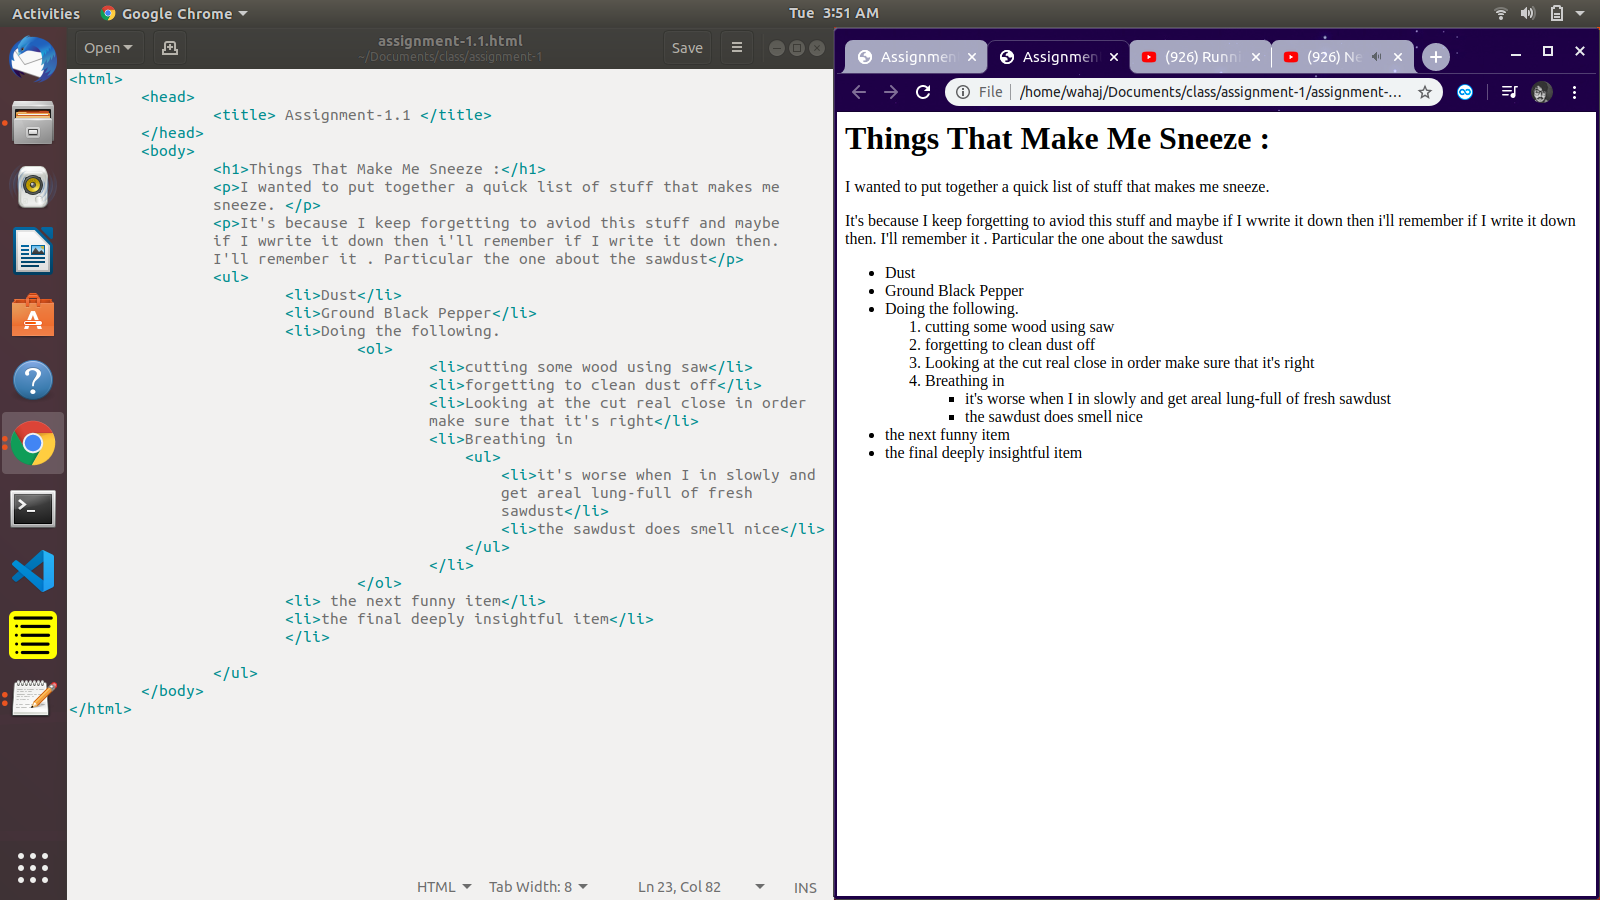 Activities Google Chrome Tue 3:51 AM
Open assignment-1.1.html Save
~/Documents/class/assignment-1
<html>
<head>
<title> Assignment-1.1 </title>
</head>
<body>
<h1>Things That Make Me Sneeze :</h1>
<p>I wanted to put together a quick list of stuff that makes me
sneeze. </p>
<p>It's because I keep forgetting to aviod this stuff and maybe
if I wwrite it down then i'll remember if I write it down then.
I'll remember it . Particular the one about the sawdust</p>
<ul>
<li>Dust</li>
<li>Ground Black Pepper</li>
<li>Doing the following.
<ol>
<li>cutting some wood using saw</li>
<li>forgetting to clean dust off</li>
<li>Looking at the cut real close in order
make sure that it's right</li>
<li>Breathing in
<ul>
<li>it's worse when I in slowly and
get areal lung-full of fresh
sawdust</li>
<li>the sawdust does smell nice</li>
</ul>
</li>
</ol>
<li> the next funny item</li>
<li>the final deeply insightful item</li>
</li>
</ul>
</body>
</html>
HTML Tab Width: 8 Ln 23, Col 82 INS
Assignmen Assignmen (926) Runni (926) Ne
File /home/wahaj/Documents/class/assignment-1/assignment-...
Things That Make Me Sneeze :
I wanted to put together a quick list of stuff that makes me sneeze.
It's because I keep forgetting to aviod this stuff and maybe if I wwrite it down then i'll remember if I write it down
then. I'll remember it . Particular the one about the sawdust
• Dust
• Ground Black Pepper
• Doing the following.
1. cutting some wood using saw
2. forgetting to clean dust off
3. Looking at the cut real close in order make sure that it's right
4. Breathing in
▪ it's worse when I in slowly and get areal lung-full of fresh sawdust
▪ the sawdust does smell nice
• the next funny item
• the final deeply insightful item